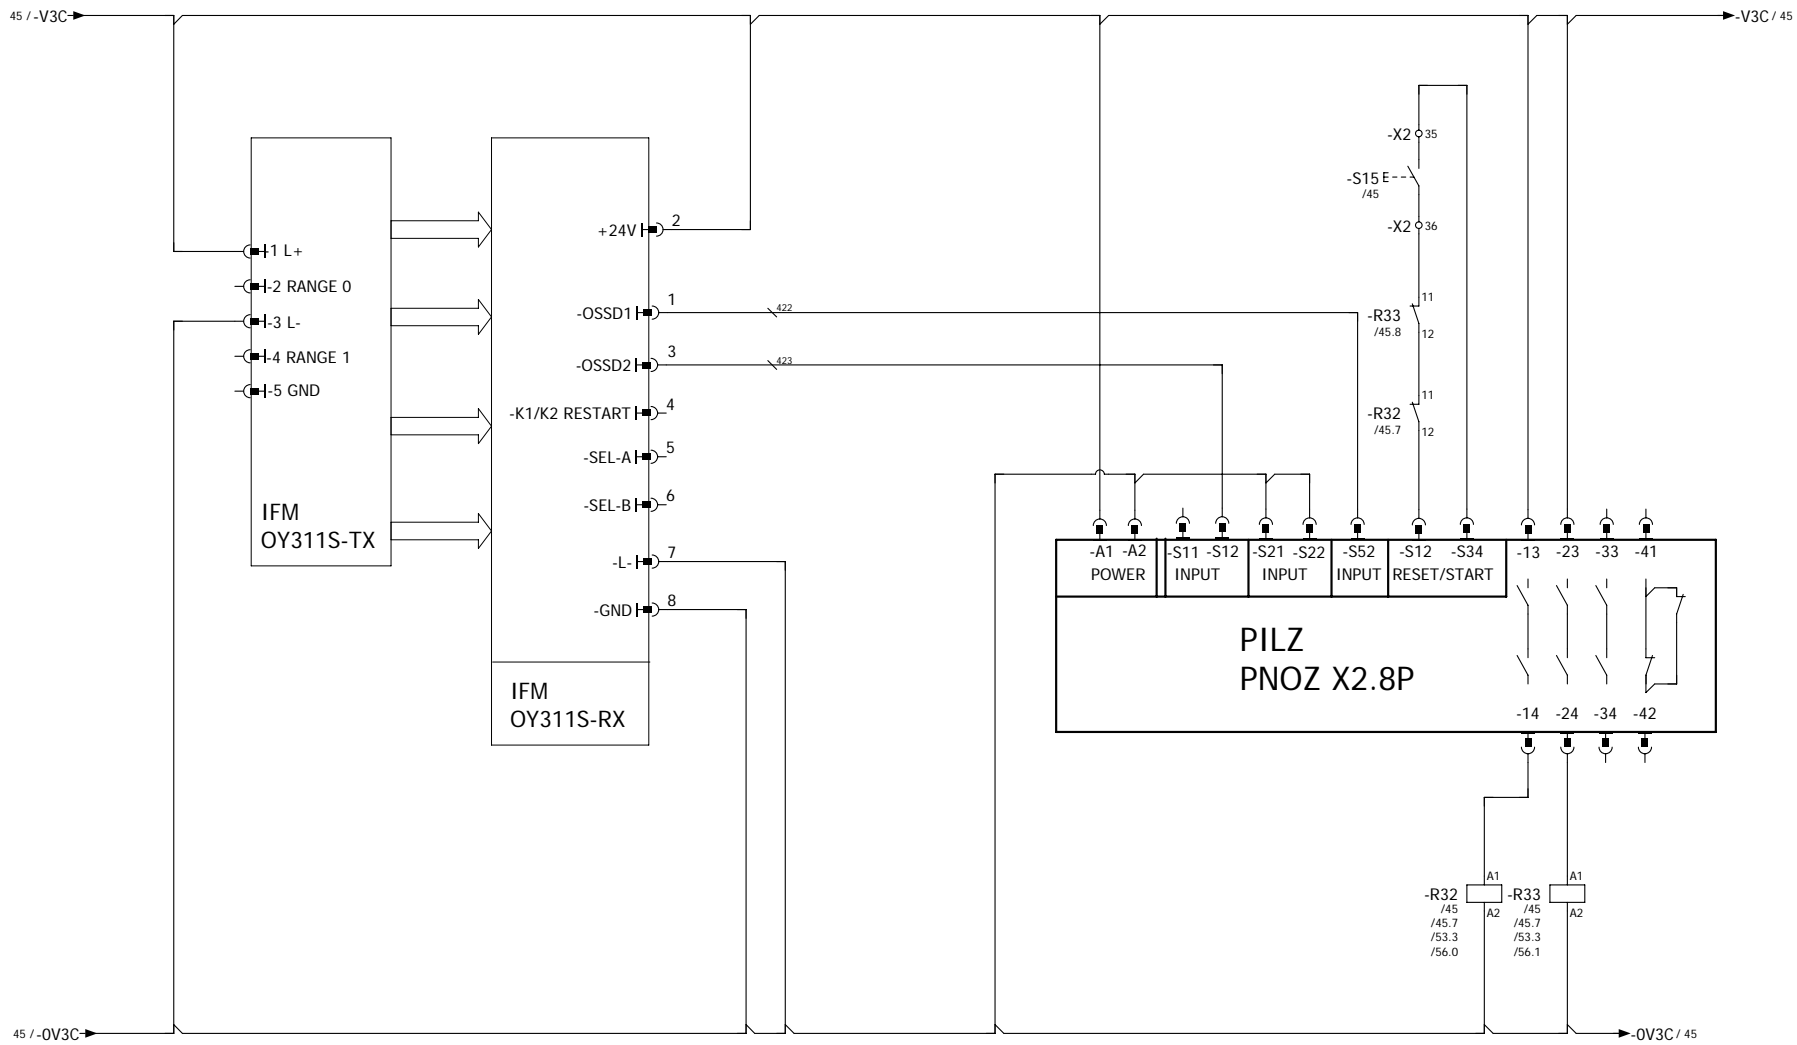 45 / -V3C
-V3C / 45
-X2 35
-S15 E
/45
-X2 36
-1 L+
-2 RANGE 0
-3 L-
-4 RANGE 1
-5 GND
IFM
OY311S-TX
+24V 2
-OSSD1 1
422
-OSSD2 3
423
-K1/K2 RESTART 4
-SEL-A 5
-SEL-B 6
-L- 7
-GND 8
IFM
OY311S-RX
11
-R33
/45.8 12
11
-R32
/45.7 12
-A1 -A2 -S11 -S12 -S21 -S22 -S52 -S12 -S34 -13 -23 -33 -41
POWER INPUT INPUT INPUT RESET/START
PILZ
PNOZ X2.8P
-14 -24 -34 -42
A1 A1
-R32 -R33
/45 A2 /45 A2
/45.7 /45.7
/53.3 /53.3
/56.0 /56.1
45 / -0V3C
-0V3C / 45